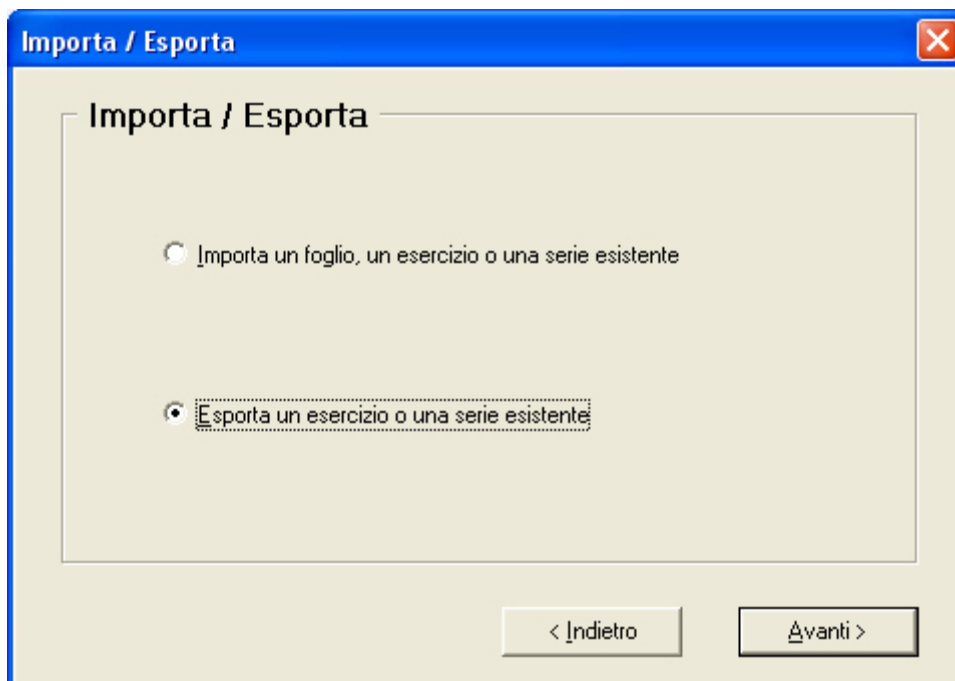 Importa / Esporta
Importa / Esporta
Importa un foglio, un esercizio o una serie esistente
Esporta un esercizio o una serie esistente
< Indietro
Avanti >